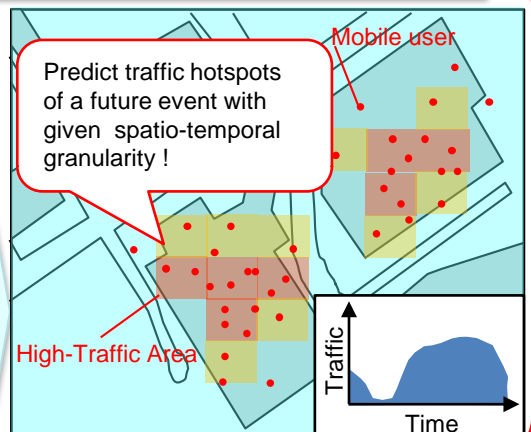 Mobile user
Predict traffic hotspots
of a future event with
given spatio-temporal
granularity !
High-Traffic Area
Traffic
Time